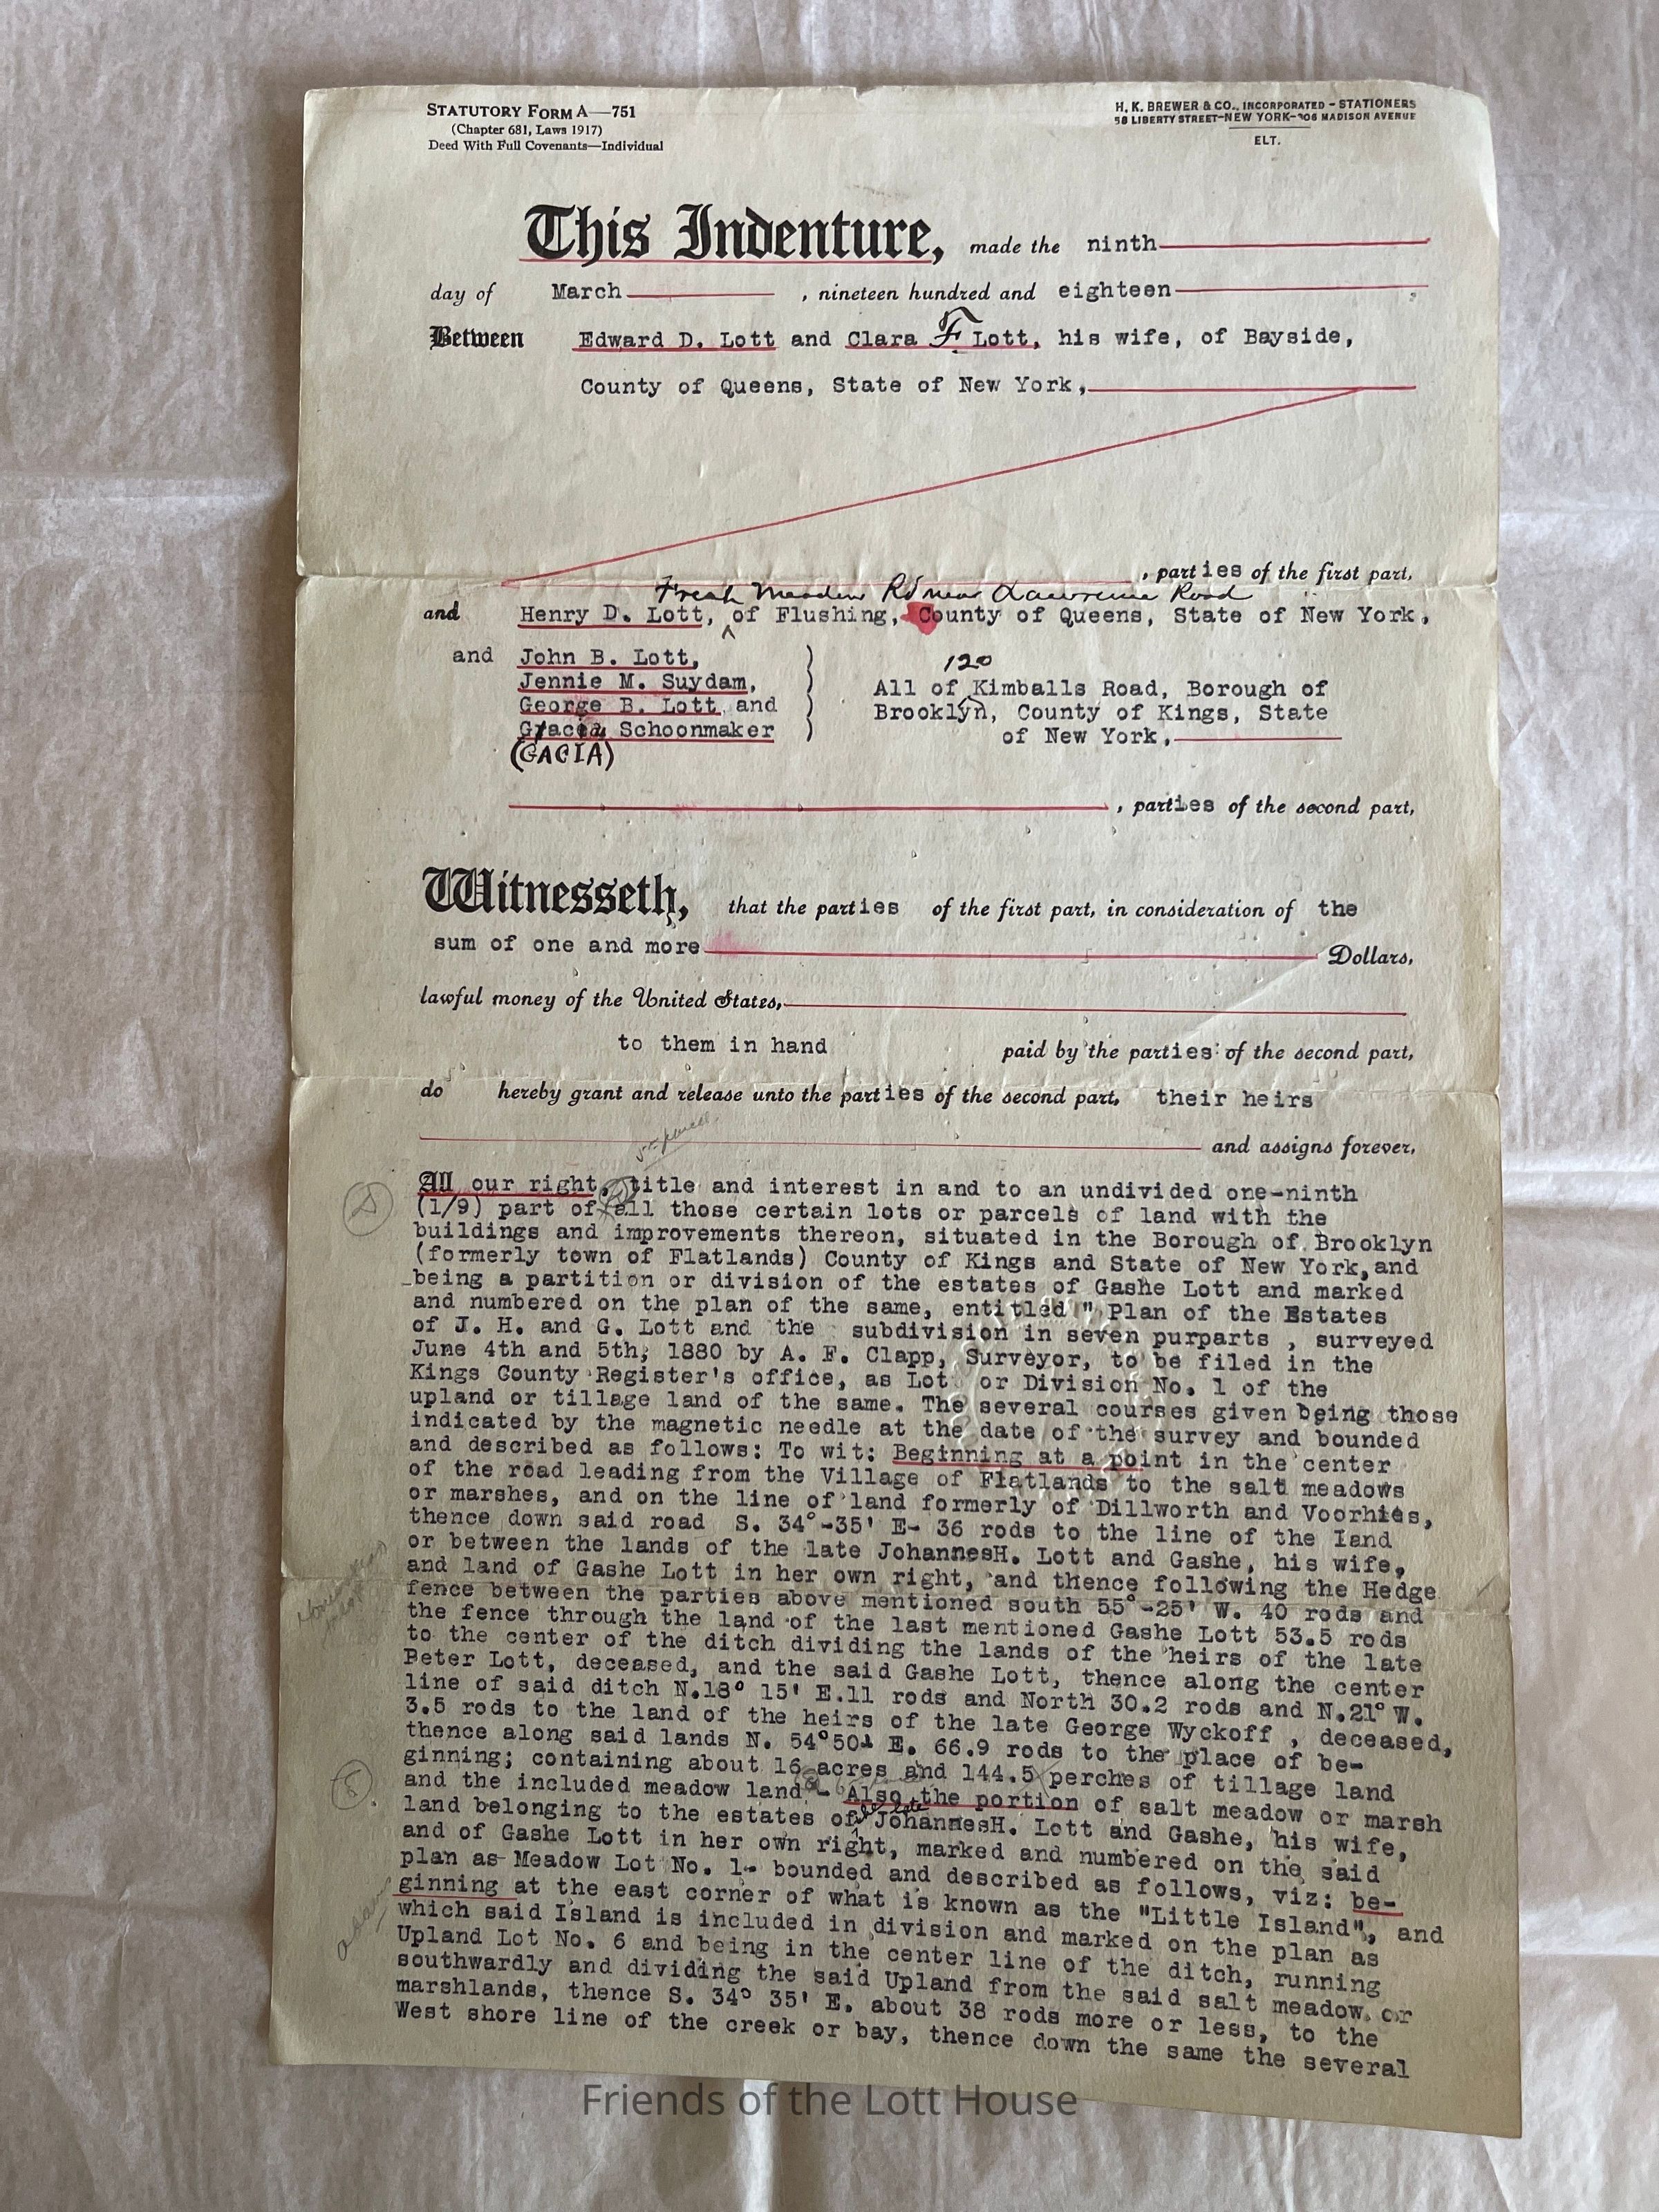 STATUTORY FORM A—751
(Chapter 681, Laws 1917)
Deed With Full Covenants—Individual
H. K. BREWER & CO., INCORPORATED - STATIONERS
58 LIBERTY STREET-NEW YORK-306 MADISON AVENUE
ELT.
This Indenture, made the ninth
day of March , nineteen hundred and eighteen
Between Edward D. Lott and Clara F Lott, his wife, of Bayside,
County of Queens, State of New York,
, parties of the first part,
Fresh Meadow Rd near Lawrence Road
and Henry D. Lott, ^ of Flushing, County of Queens, State of New York,
and John B. Lott,
Jennie M. Suydam,
George B. Lott and
Gracia Schoonmaker
(GACIA)
120
All of ^ Kimballs Road, Borough of
Brooklyn, County of Kings, State
of New York,
, parties of the second part,
Witnesseth, that the parties of the first part, in consideration of the
sum of one and more Dollars,
lawful money of the United States,
to them in hand paid by the parties of the second part,
do hereby grant and release unto the parties of the second part, their heirs
and assigns forever,
All our right, title and interest in and to an undivided one-ninth
(1/9) part of all those certain lots or parcels of land with the
buildings and improvements thereon, situated in the Borough of Brooklyn
(formerly town of Flatlands) County of Kings and State of New York, and
being a partition or division of the estates of Gashe Lott and marked
and numbered on the plan of the same, entitled " Plan of the Estates
of J. H. and G. Lott and the subdivision in seven purparts , surveyed
June 4th and 5th, 1880 by A. F. Clapp, Surveyor, to be filed in the
Kings County Register's office, as Lot or Division No. 1 of the
upland or tillage land of the same. The several courses given being those
indicated by the magnetic needle at the date of the survey and bounded
and described as follows: To wit: Beginning at a point in the center
of the road leading from the Village of Flatlands to the salt meadows
or marshes, and on the line of land formerly of Dillworth and Voorhies,
thence down said road S. 34°-35' E- 36 rods to the line of the land
or between the lands of the late JohannesH. Lott and Gashe, his wife,
and land of Gashe Lott in her own right, and thence following the Hedge
fence between the parties above mentioned south 55°-25' W. 40 rods and
the fence through the land of the last mentioned Gashe Lott 53.5 rods
to the center of the ditch dividing the lands of the heirs of the late
Peter Lott, deceased, and the said Gashe Lott, thence along the center
line of said ditch N.18° 15' E.11 rods and North 30.2 rods and N.21° W.
3.5 rods to the land of the heirs of the late George Wyckoff , deceased,
thence along said lands N. 54°50' E. 66.9 rods to the place of be-
ginning; containing about 16 acres and 144.5 perches of tillage land
and the included meadow land - Also the portion of salt meadow or marsh
the late
land belonging to the estates of ^ JohannesH. Lott and Gashe, his wife,
and of Gashe Lott in her own right, marked and numbered on the said
plan as Meadow Lot No. 1- bounded and described as follows, viz: be-
ginning at the east corner of what is known as the "Little Island", and
which said Island is included in division and marked on the plan as
Upland Lot No. 6 and being in the center line of the ditch, running
southwardly and dividing the said Upland from the said salt meadow or
marshlands, thence S. 34° 35' E. about 38 rods more or less, to the
West shore line of the creek or bay, thence down the same the several
Friends of the Lott House